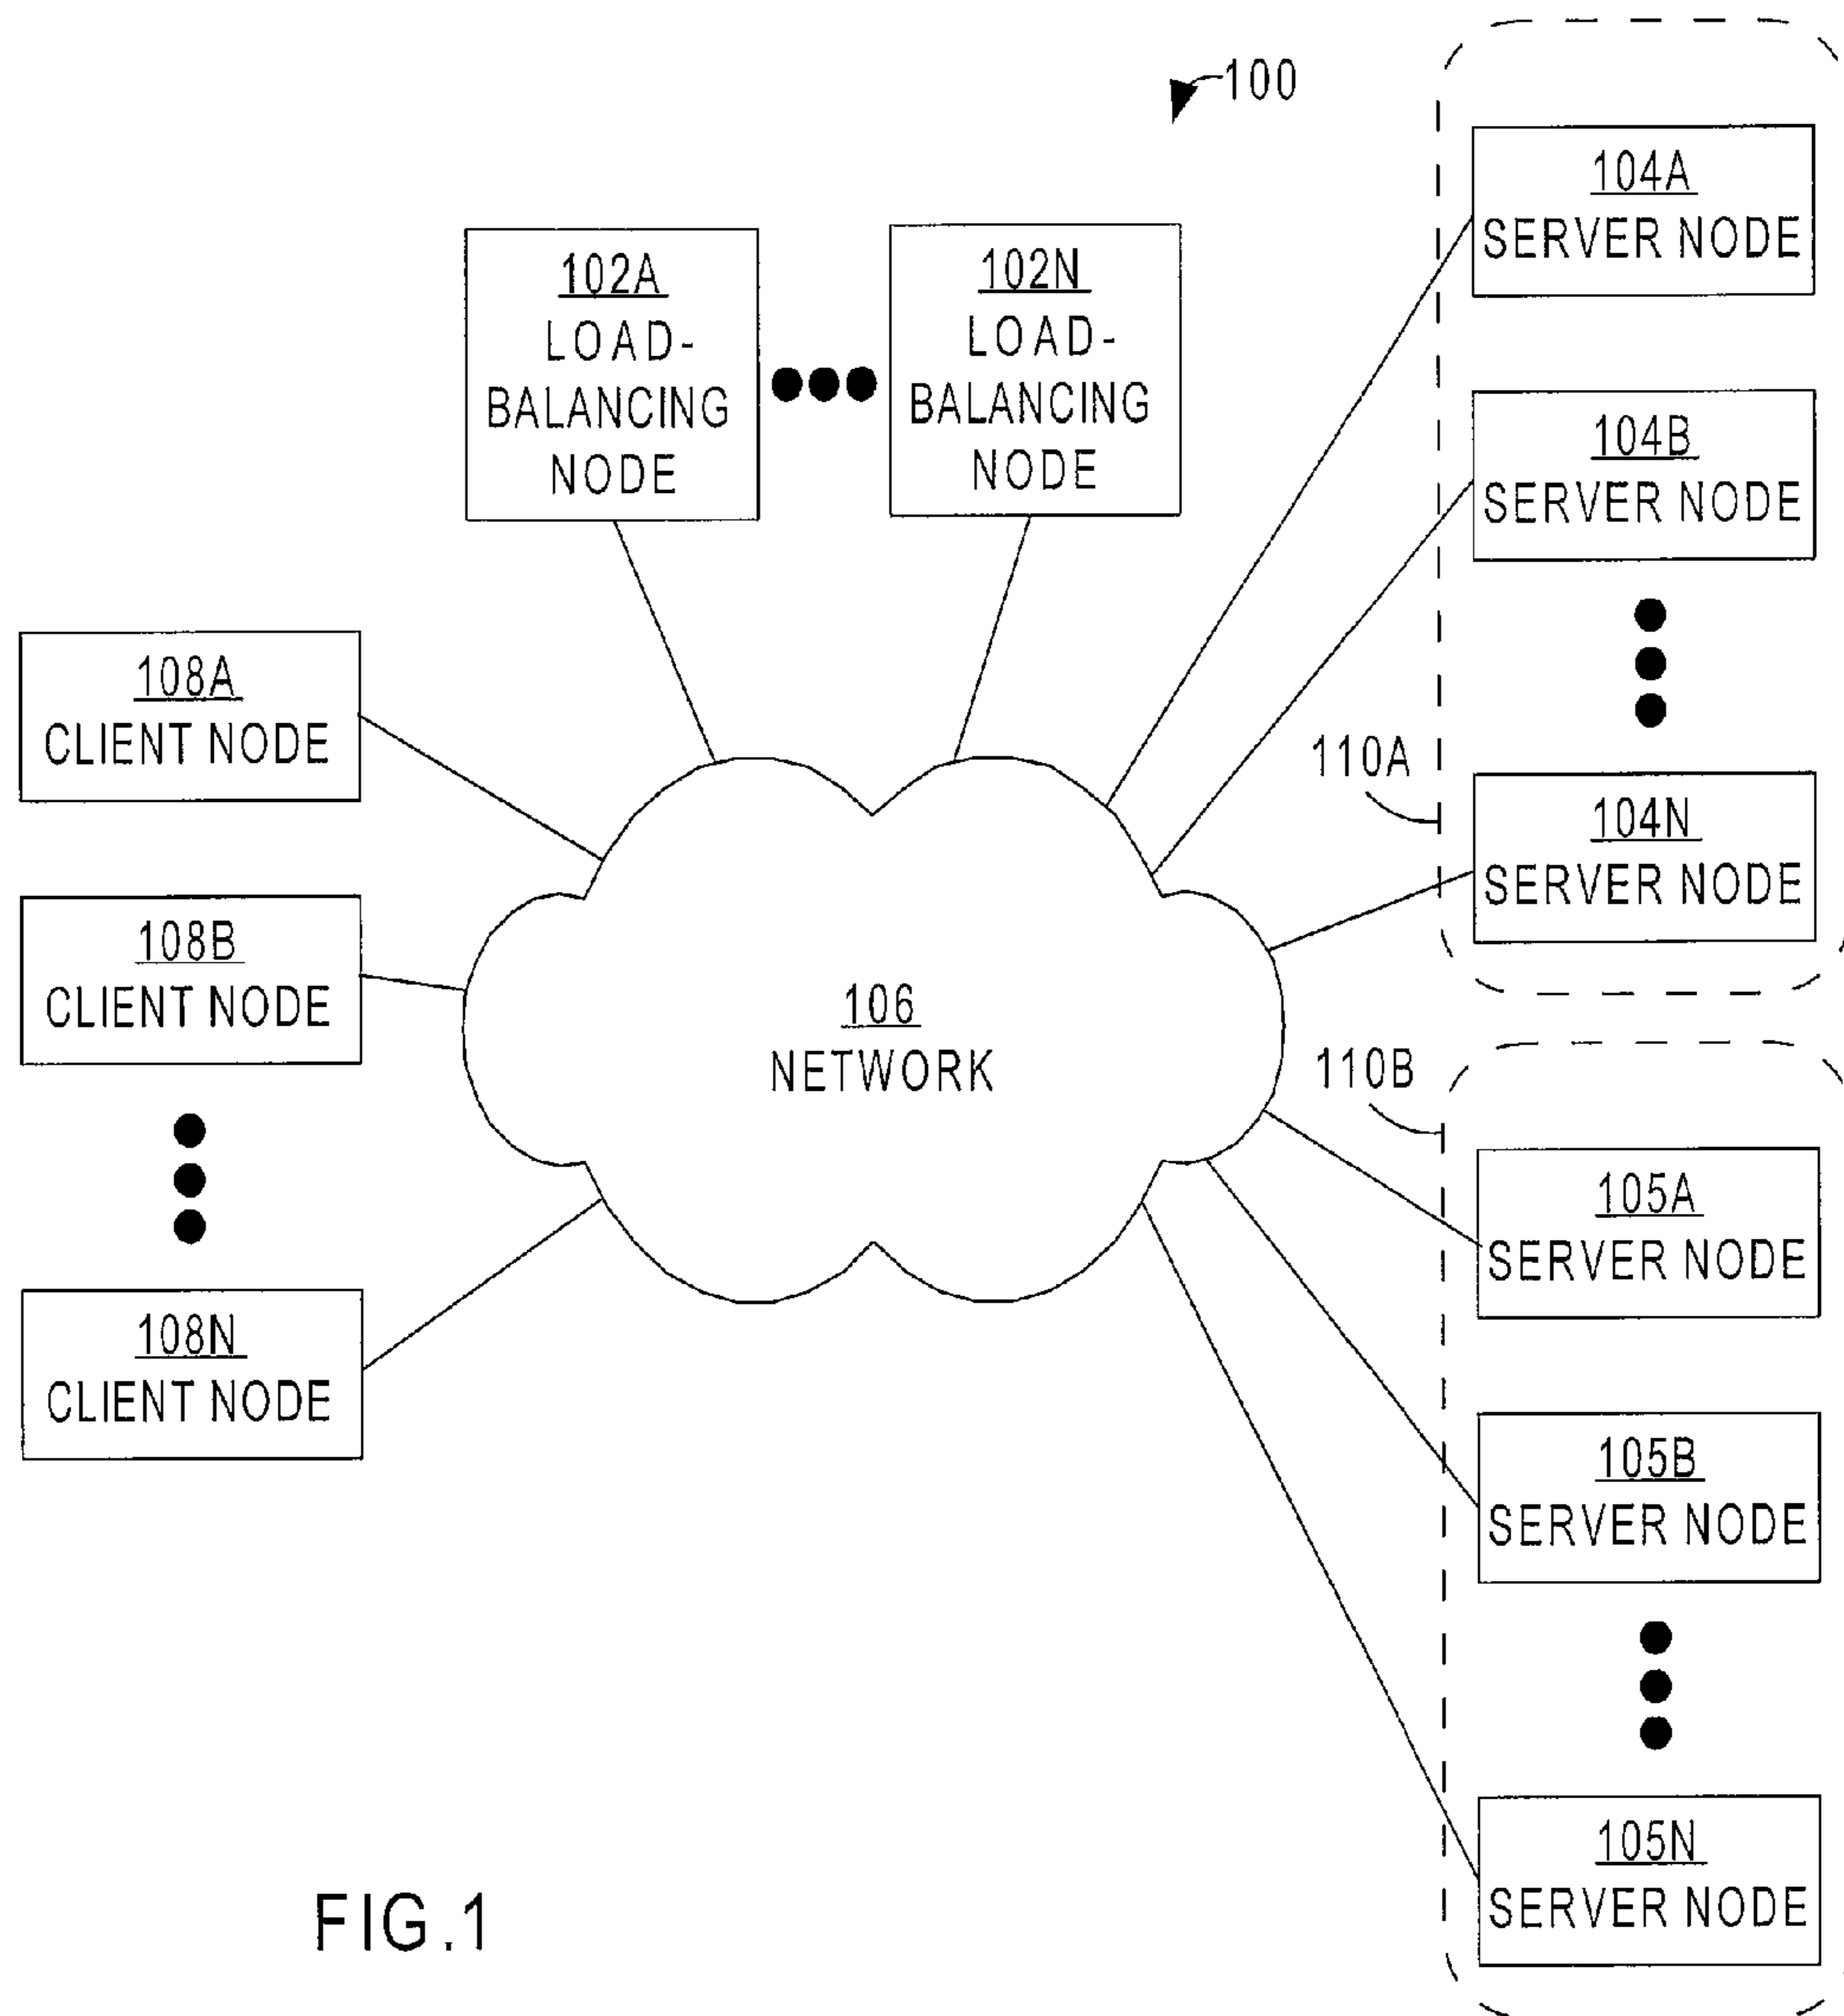 100
104A
SERVER NODE
102A
LOAD-
BALANCING
NODE
102N
LOAD-
BALANCING
NODE
104B
SERVER NODE
108A
CLIENT NODE
110A
104N
SERVER NODE
108B
CLIENT NODE
106
NETWORK
110B
105A
SERVER NODE
108N
CLIENT NODE
105B
SERVER NODE
105N
SERVER NODE
FIG.1